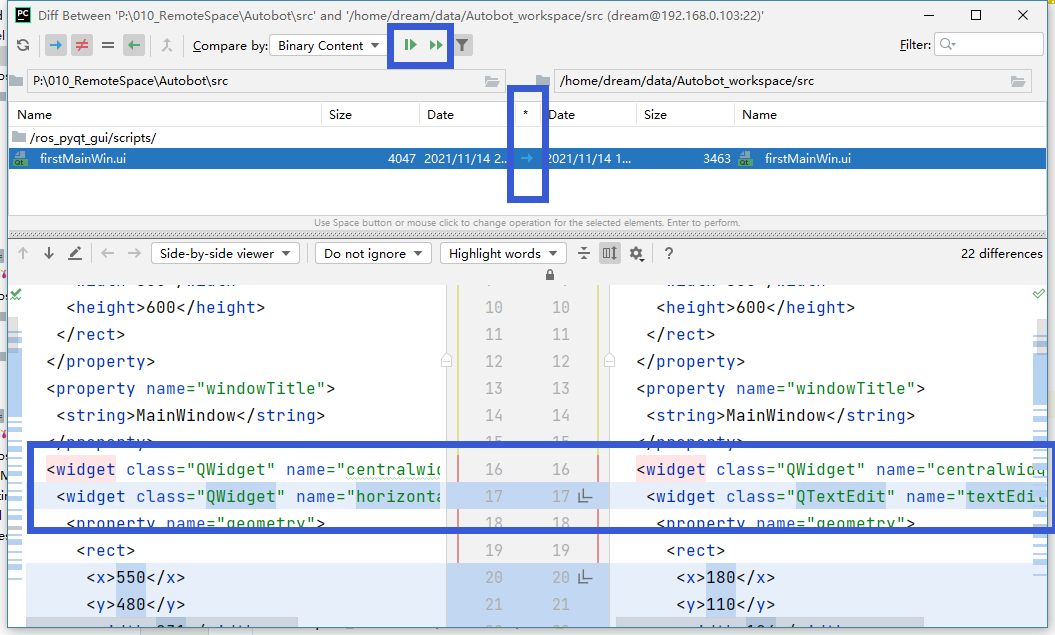 PC Diff Between 'P:\010_RemoteSpace\Autobot\src' and '/home/dream/data/Autobot_workspace/src (dream@192.168.0.103:22)'
Compare by: Binary Content Filter:
P:\010_RemoteSpace\Autobot\src /home/dream/data/Autobot_workspace/src
Name Size Date * Date Size Name
/ros_pyqt_gui/scripts/
firstMainWin.ui 4047 2021/11/14 2... 2021/11/14 1... 3463 firstMainWin.ui
Use Space button or mouse click to change operation for the selected elements. Enter to perform.
Side-by-side viewer Do not ignore Highlight words ? 22 differences
<height>600</height> 10 10 <height>600</height>
</rect> 11 11 </rect>
</property> 12 12 </property>
<property name="windowTitle"> 13 13 <property name="windowTitle">
<string>MainWindow</string> 14 14 <string>MainWindow</string>
</property> 15 15 </property>
<widget class="QWidget" name="centralwid 16 16 <widget class="QWidget" name="centralwidg
<widget class="QWidget" name="horizonta 17 17 <widget class="QTextEdit" name="textEdit
<property name="geometry"> 18 18 <property name="geometry">
<rect> 19 19 <rect>
<x>550</x> 20 20 <x>180</x>
<y>480</y> 21 21 <y>110</y>